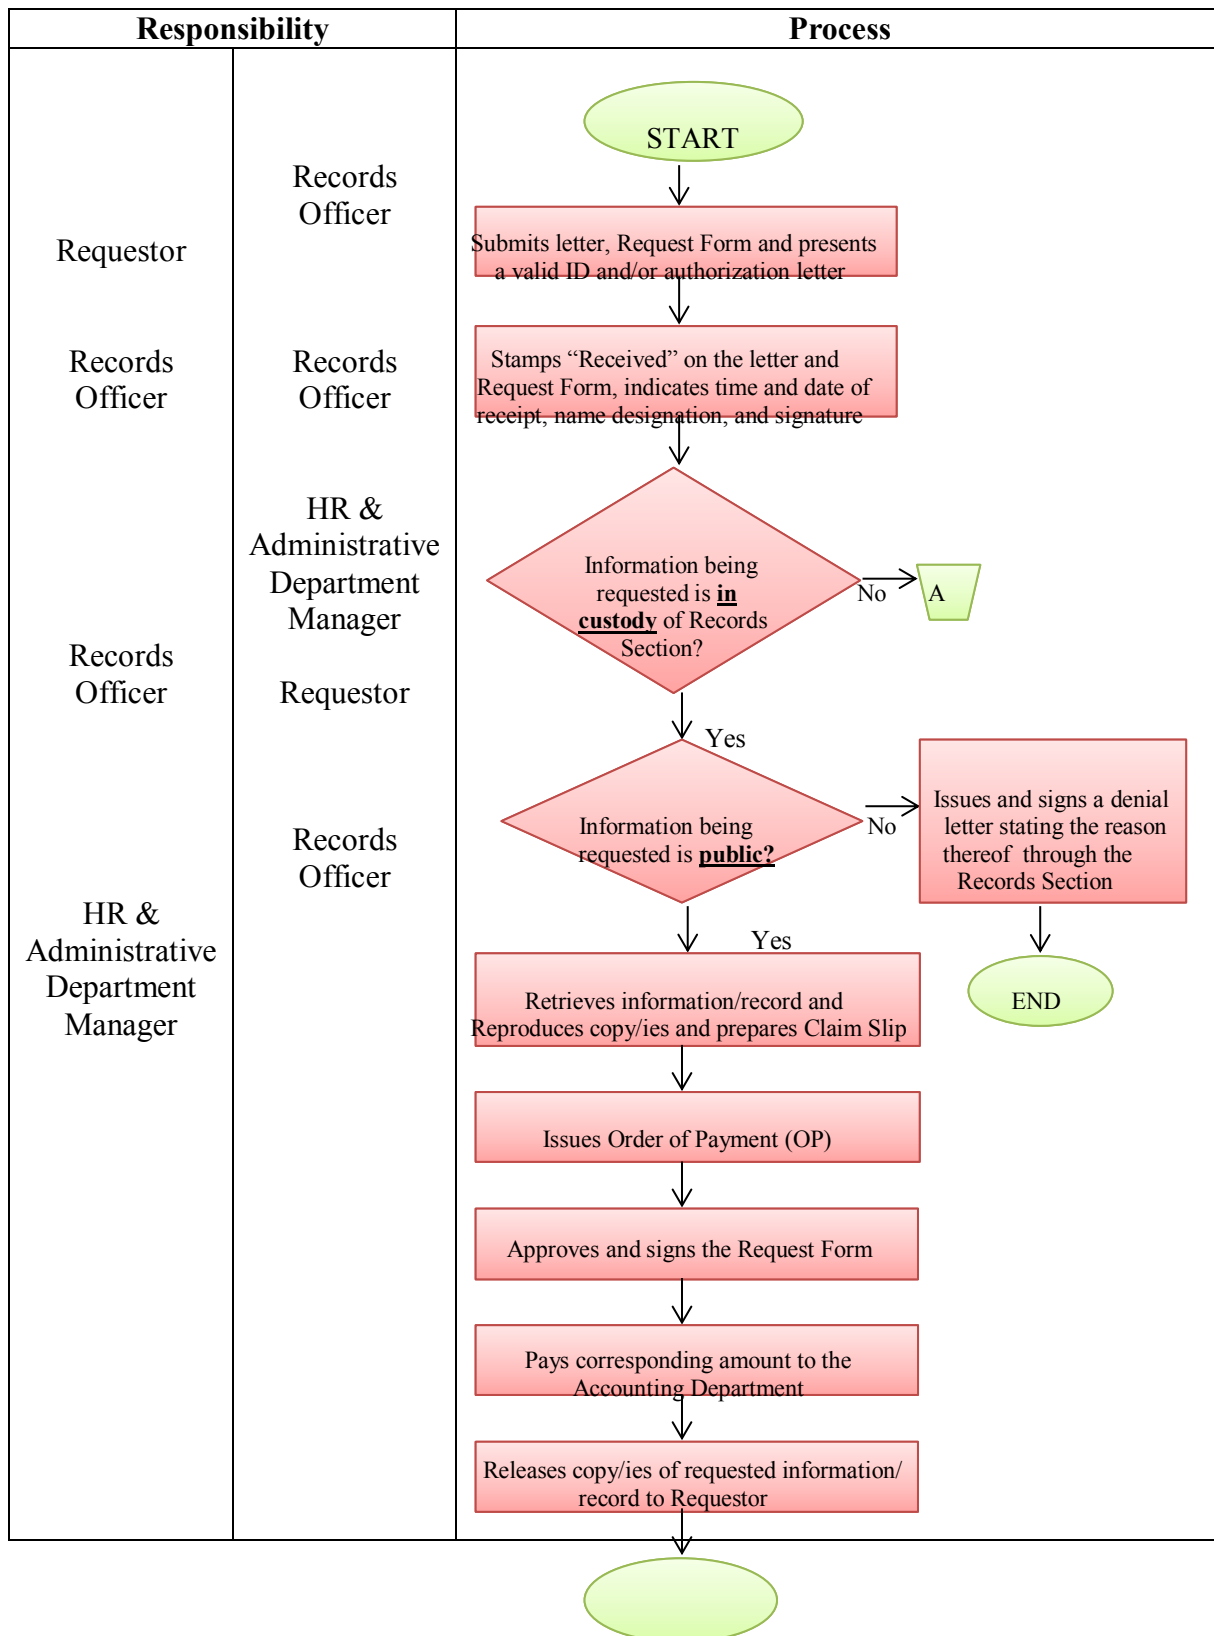 Responsibility
Process
Requestor
Records
Officer
Records
Officer
HR &
Administrative
Department
Manager
Records
Officer
Records
Officer
HR &
Administrative
Department
Manager
Requestor
Records
Officer
START
Submits letter, Request Form and presents
a valid ID and/or authorization letter
Stamps “Received” on the letter and
Request Form, indicates time and date of
receipt, name designation, and signature
Information being
requested is in
custody of Records
Section?
No
A
Yes
Information being
requested is public?
No
Issues and signs a denial
letter stating the reason
thereof through the
Records Section
END
Yes
Retrieves information/record and
Reproduces copy/ies and prepares Claim Slip
Issues Order of Payment (OP)
Approves and signs the Request Form
Pays corresponding amount to the
Accounting Department
Releases copy/ies of requested information/
record to Requestor